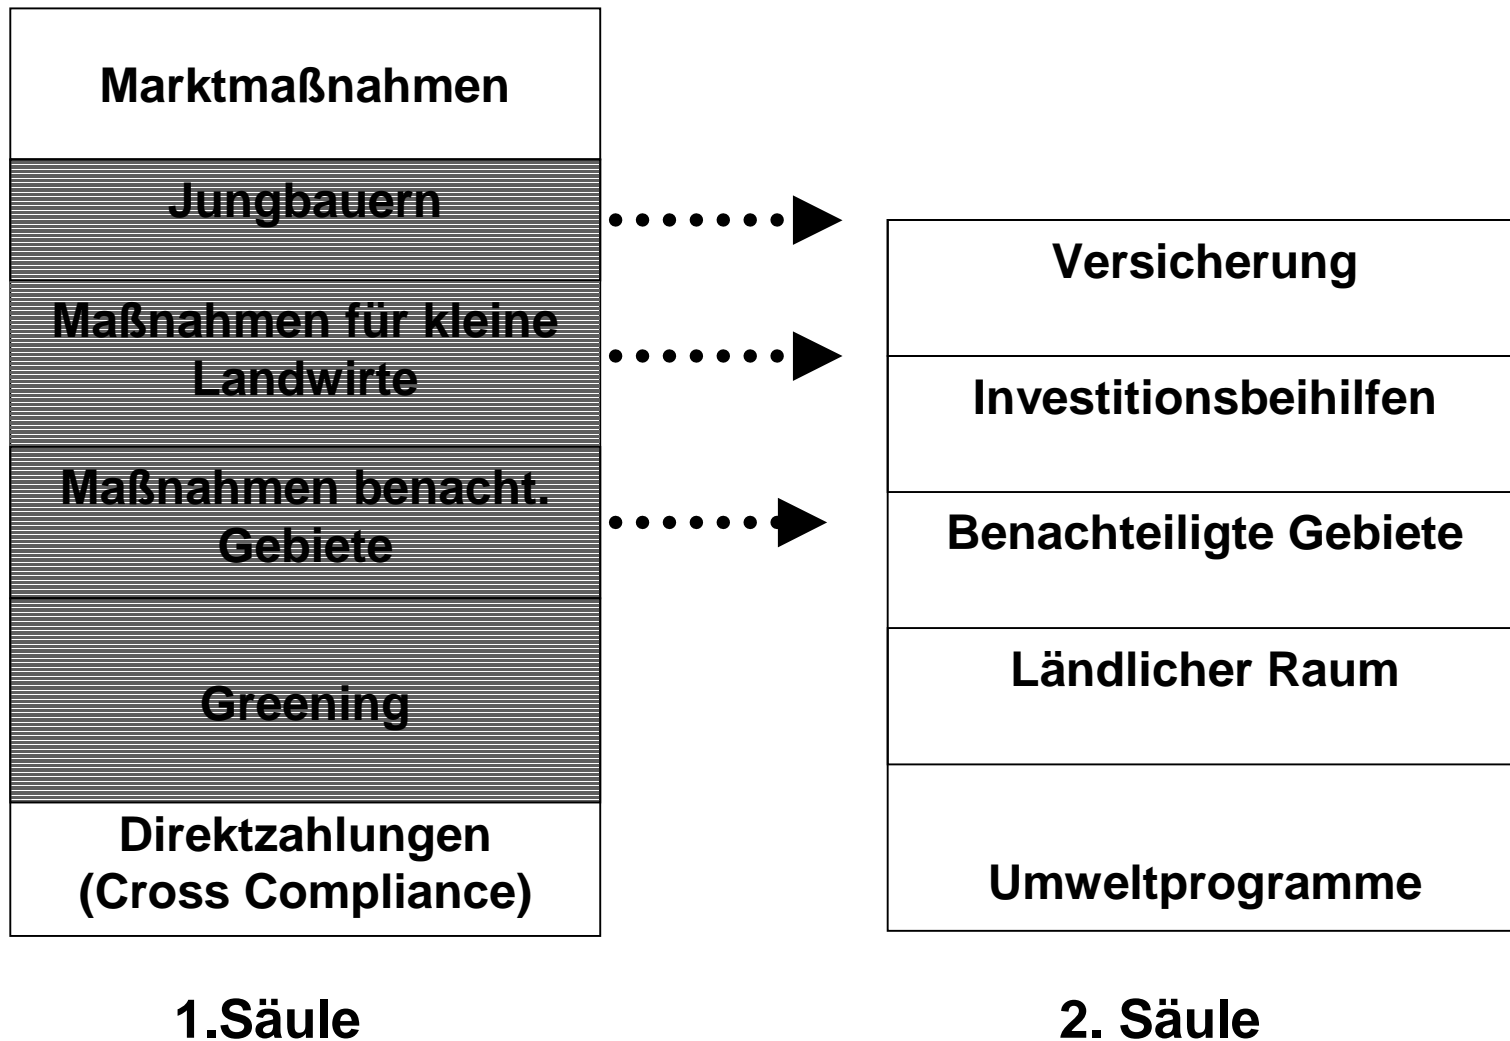 Marktmaßnahmen
Jungbauern
Maßnahmen für kleine
Landwirte
Maßnahmen benacht.
Gebiete
Greening
Direktzahlungen
(Cross Compliance)
1.Säule
Versicherung
Investitionsbeihilfen
Benachteiligte Gebiete
Ländlicher Raum
Umweltprogramme
2. Säule